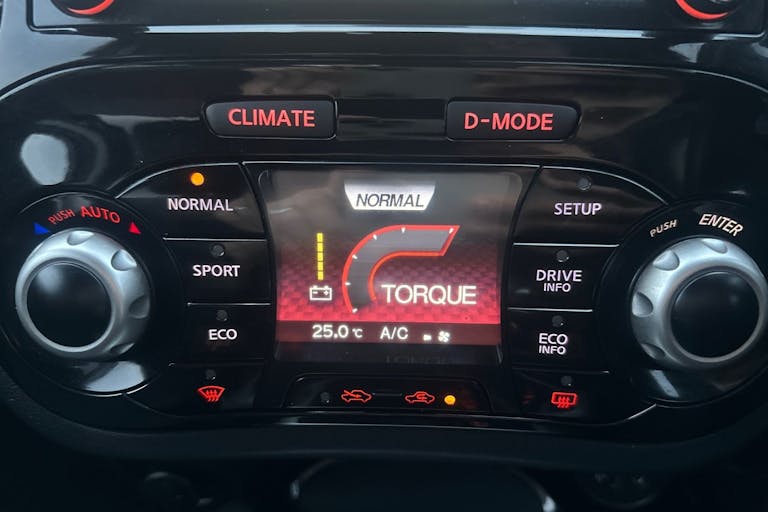 CLIMATE
D-MODE
PUSH AUTO
NORMAL
NORMAL
SETUP
PUSH ENTER
SPORT
DRIVE
INFO
TORQUE
ECO
25.0 °C A/C
ECO
INFO